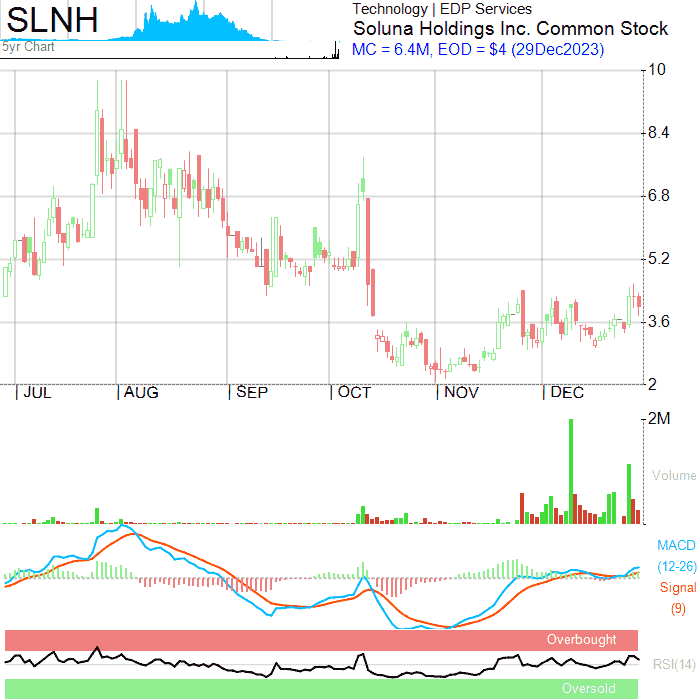 SLNH
5yr Chart
Technology | EDP Services
Soluna Holdings Inc. Common Stock
MC = 6.4M, EOD = $4 (29Dec2023)
10
8.4
6.8
5.2
3.6
2
JUL AUG SEP OCT NOV DEC
2M
Volume
MACD
(12-26)
Signal
(9)
Overbought
RSI(14)
Oversold